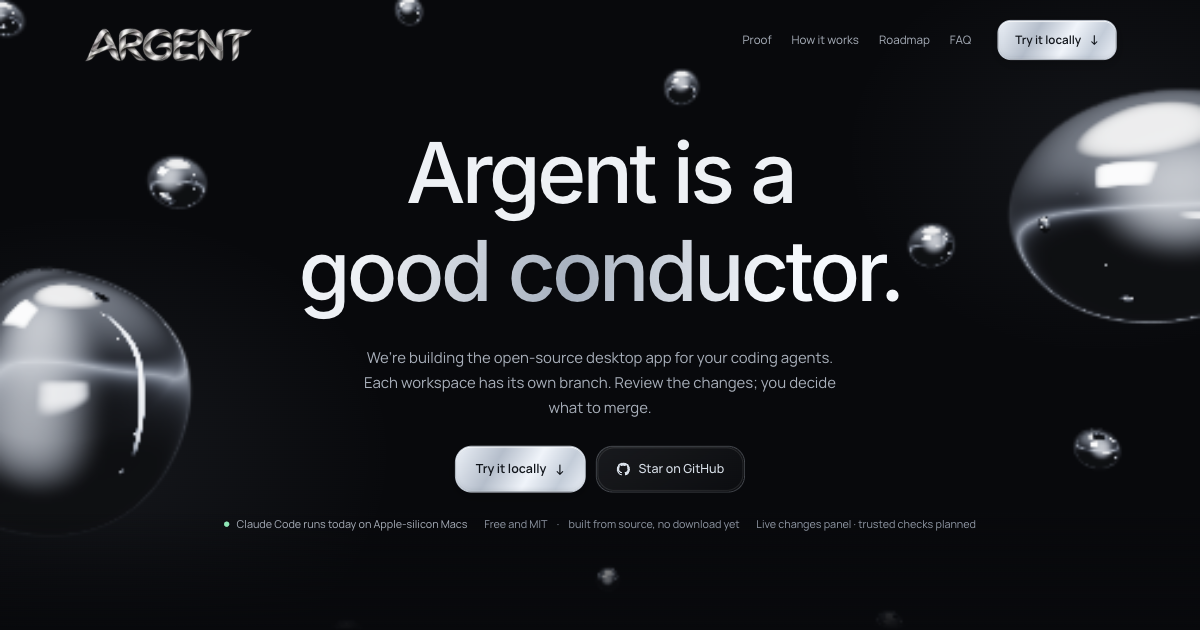 ARGENT
Proof
How it works
Roadmap
FAQ
Try it locally ↓
Argent is a
good conductor.
We're building the open-source desktop app for your coding agents.
Each workspace has its own branch. Review the changes; you decide
what to merge.
Try it locally ↓
Star on GitHub
Claude Code runs today on Apple-silicon Macs
Free and MIT · built from source, no download yet
Live changes panel · trusted checks planned